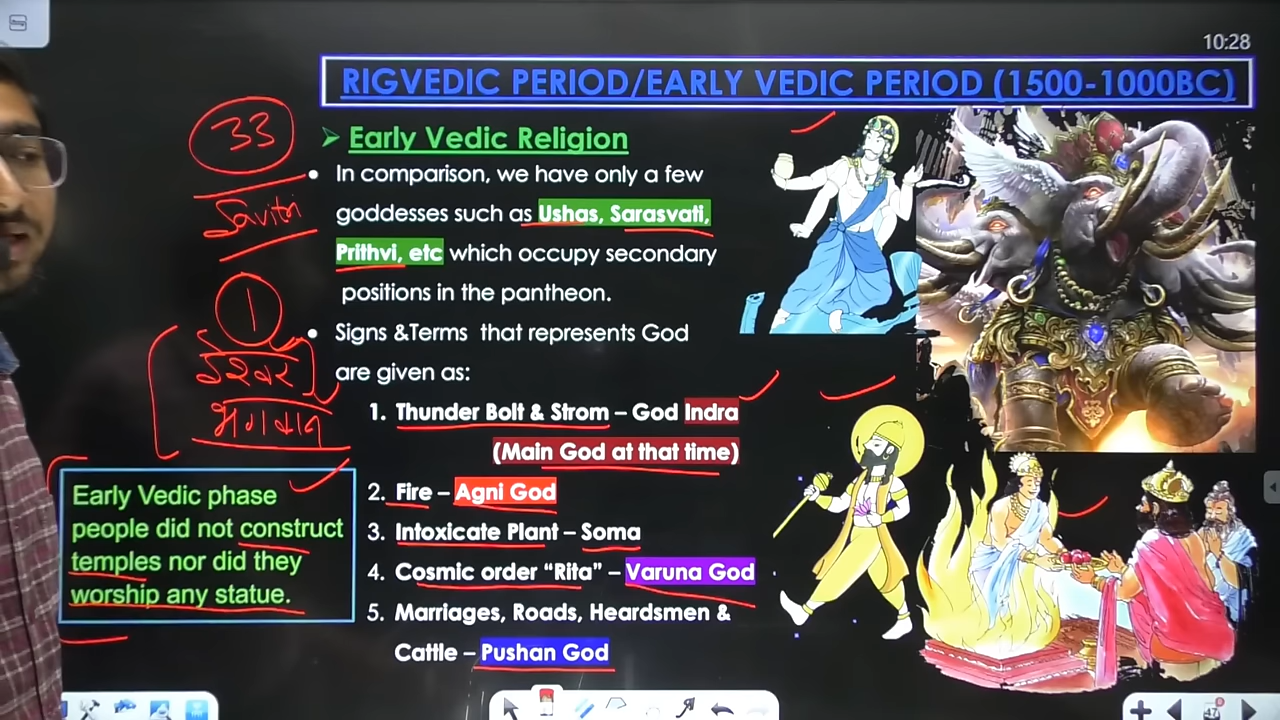 10:28
RIGVEDIC PERIOD/EARLY VEDIC PERIOD (1500-1000BC)
33
Savitri
1
ईश्वर
भगवान
➢ Early Vedic Religion
• In comparison, we have only a few
goddesses such as Ushas, Sarasvati,
Prithvi, etc which occupy secondary
positions in the pantheon.
• Signs &Terms that represents God
are given as:
1. Thunder Bolt & Strom – God Indra
(Main God at that time)
2. Fire – Agni God
3. Intoxicate Plant – Soma
4. Cosmic order “Rita” – Varuna God
5. Marriages, Roads, Heardsmen &
Cattle – Pushan God
Early Vedic phase
people did not construct
temples nor did they
worship any statue.
47